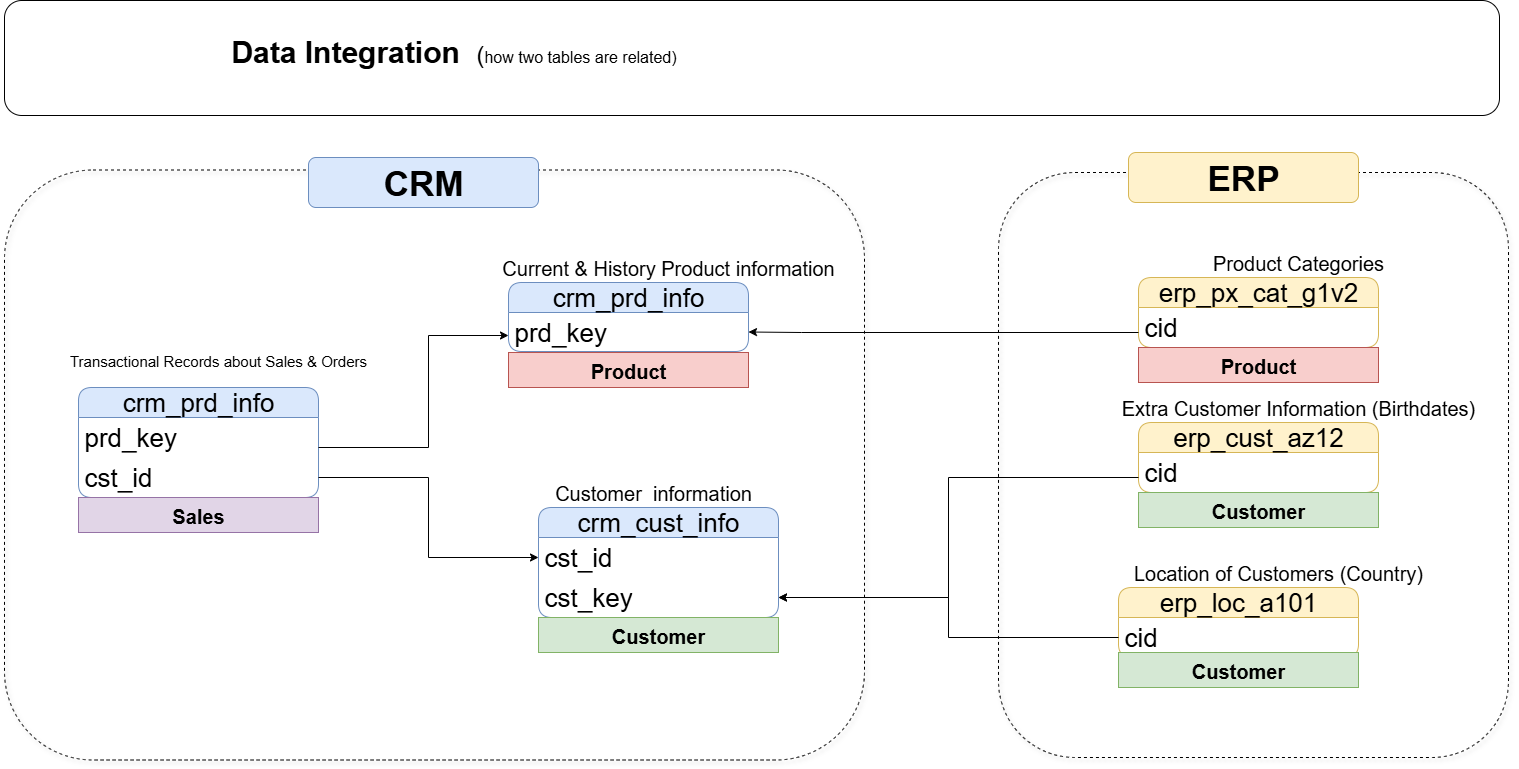 Data Integration (how two tables are related)
CRM
Transactional Records about Sales & Orders
crm_prd_info
prd_key
cst_id
Sales
Current & History Product information
crm_prd_info
prd_key
Product
Customer information
crm_cust_info
cst_id
cst_key
Customer
ERP
Product Categories
erp_px_cat_g1v2
cid
Product
Extra Customer Information (Birthdates)
erp_cust_az12
cid
Customer
Location of Customers (Country)
erp_loc_a101
cid
Customer